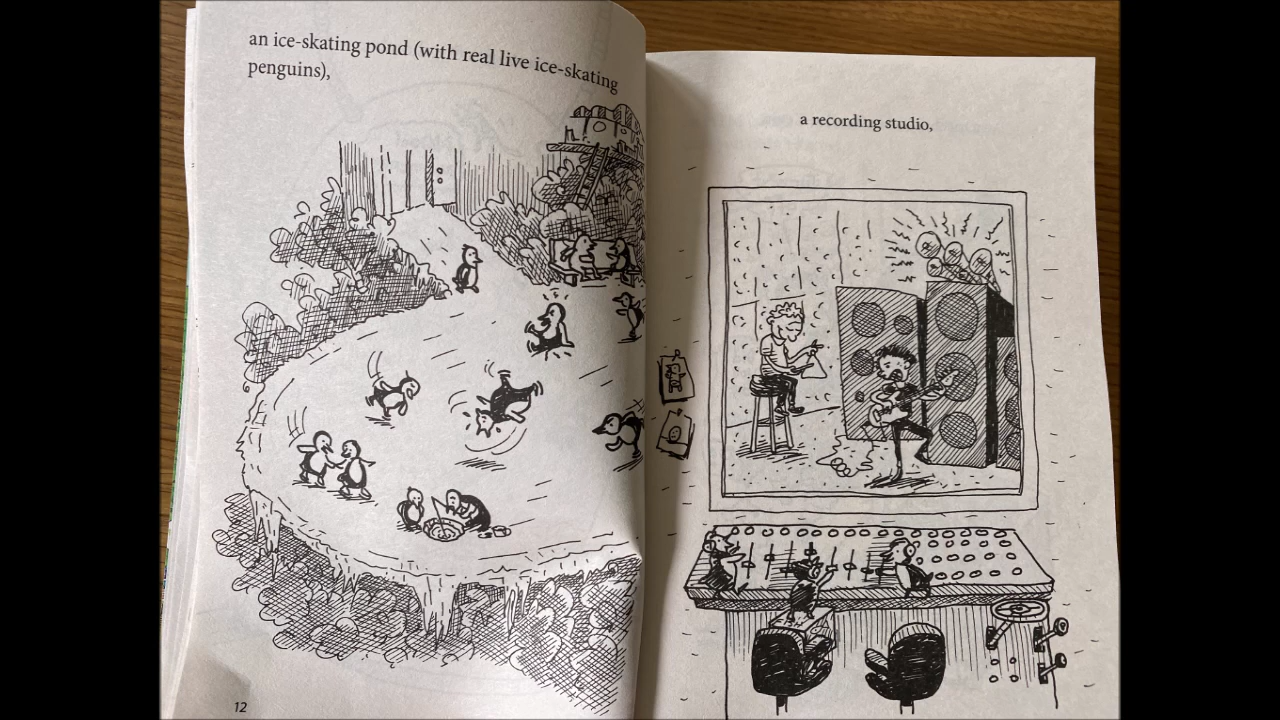 an ice-skating pond (with real live ice-skating
penguins),
12
a recording studio,